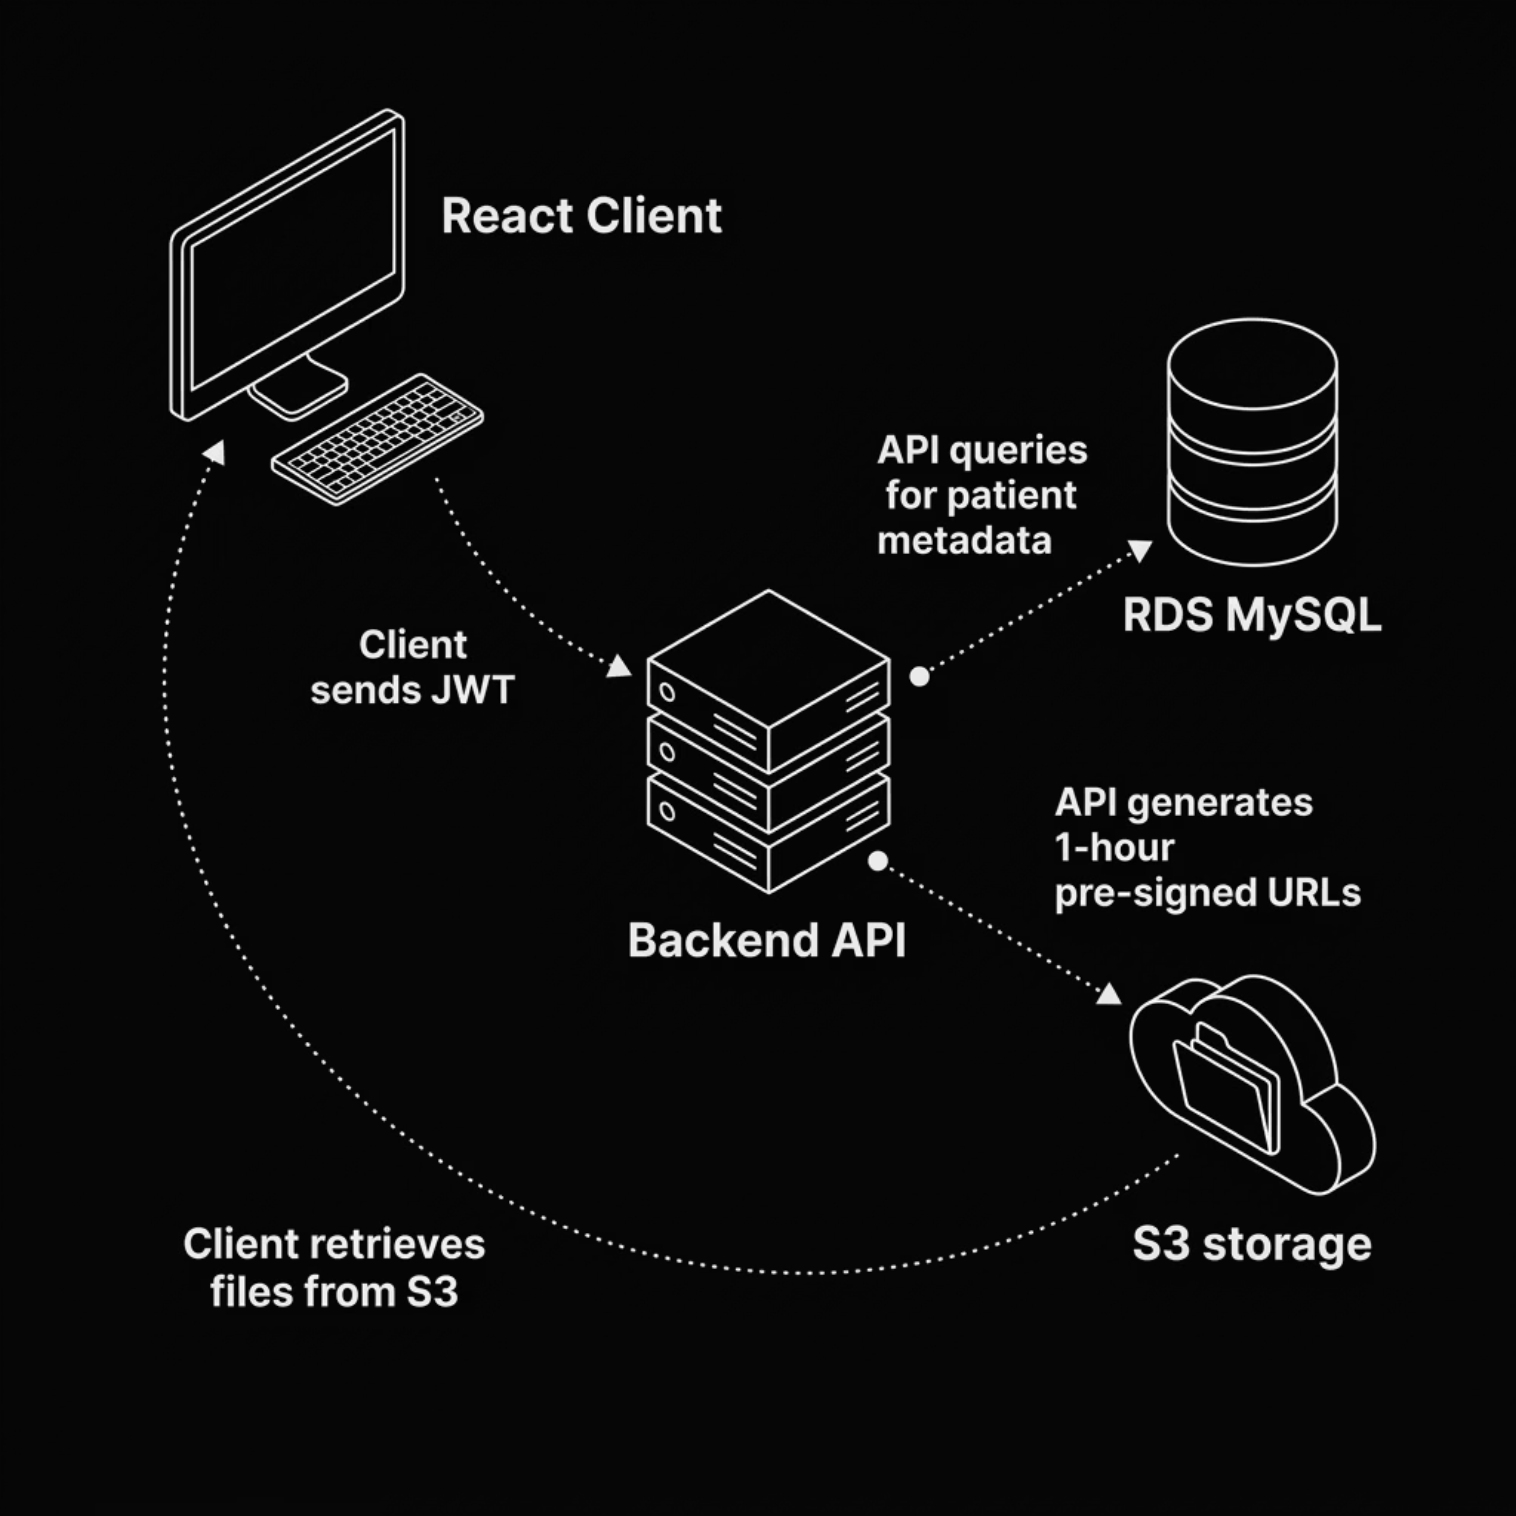 React Client
API queries
for patient
metadata
RDS MySQL
Client
sends JWT
API generates
1-hour
pre-signed URLs
Backend API
Client retrieves
files from S3
S3 storage